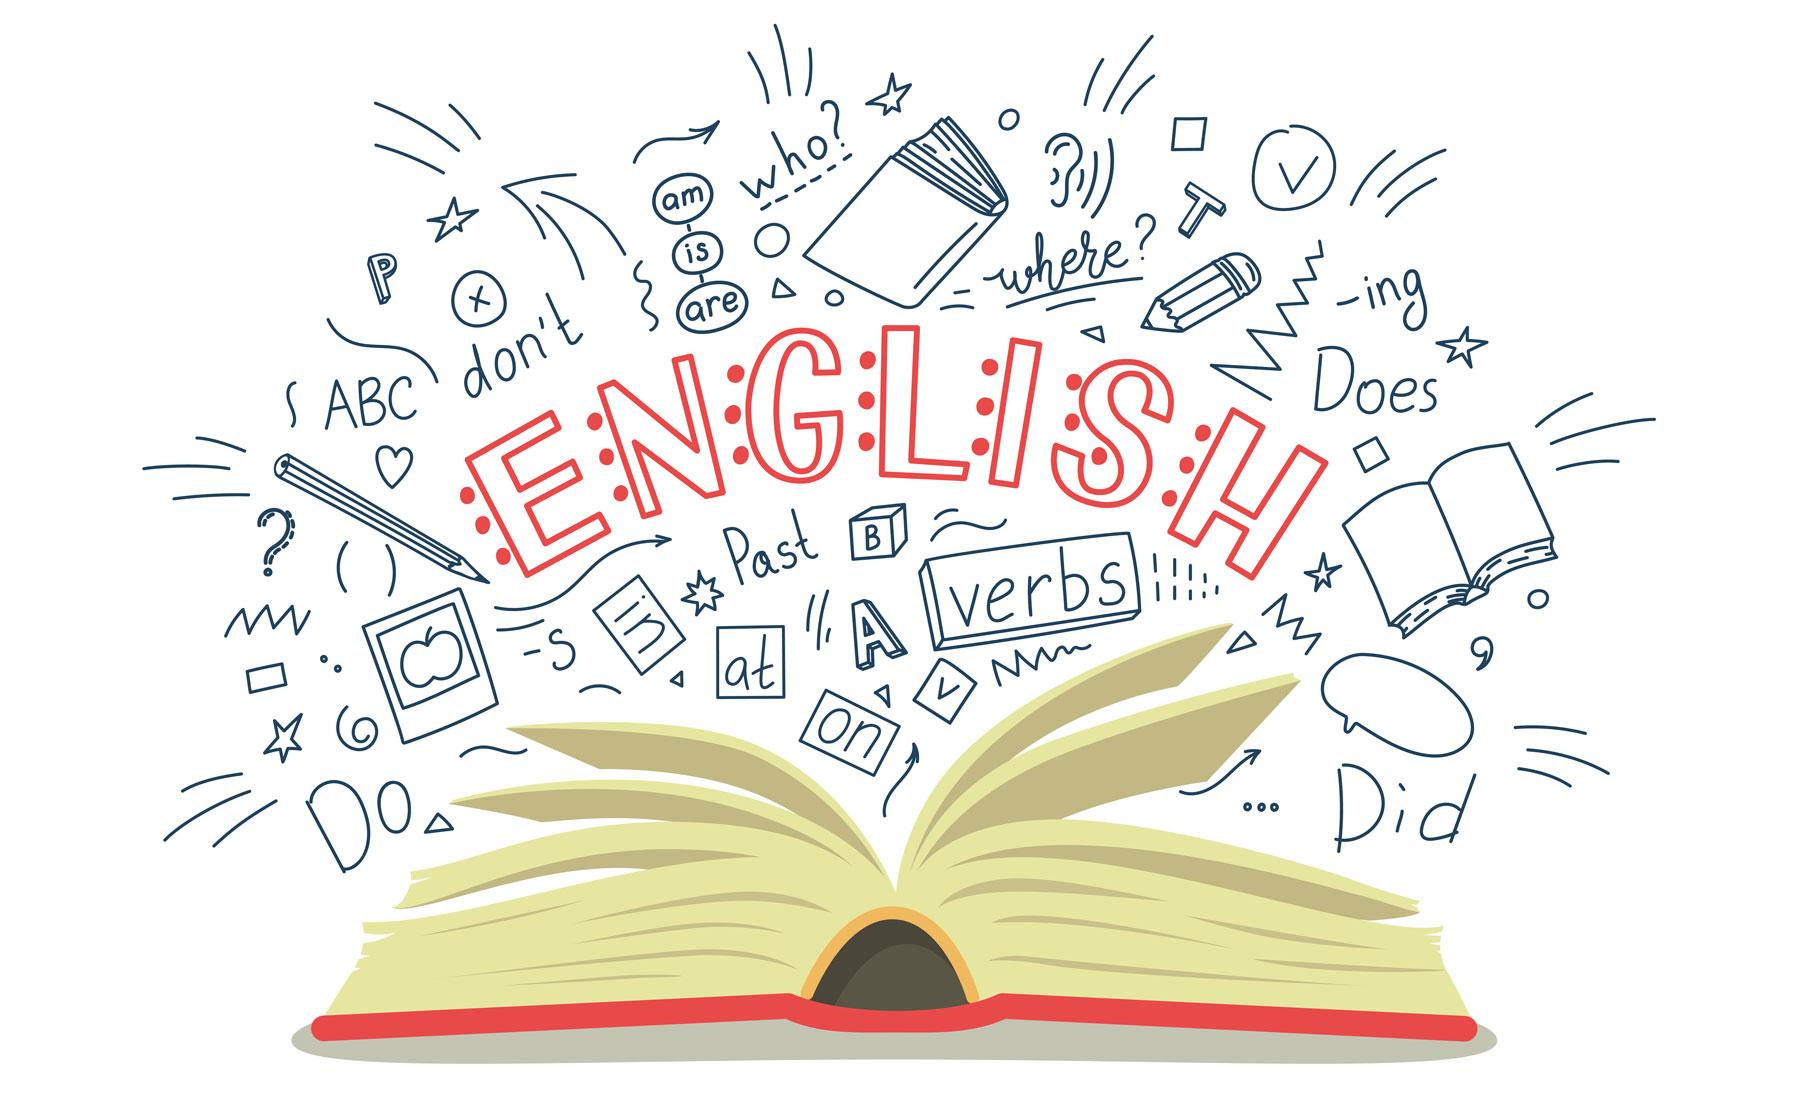 who?
am
is
are
where?
T
P
don't
-ing
Does
ABC
ENGLISH
?
Past
B
verbs
-s
in
at
A
on
,
Do
...
Did